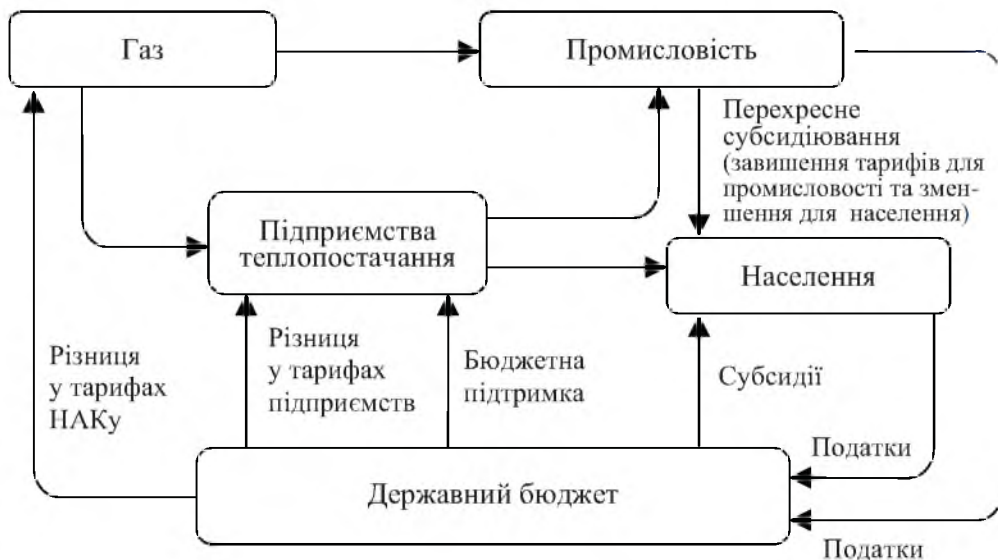 Газ
Промисловість
Перехресне
субсидіювання
(завишення тарифів для
промисловості та змен-
шення для населення)
Підприємства
теплопостачання
Населення
Різниця
у тарифах
НАКу
Різниця
у тарифах
підприємств
Бюджетна
підтримка
Субсидії
Податки
Державний бюджет
Податки